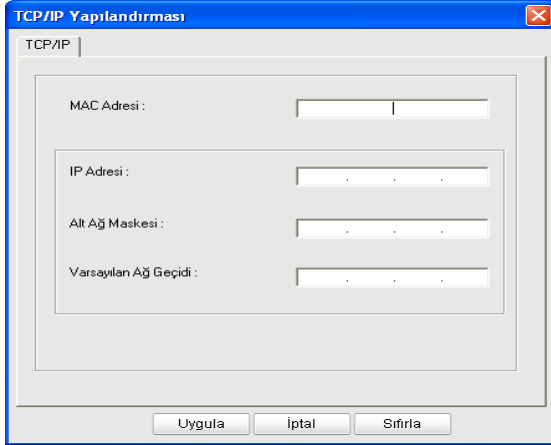 TCP/IP Yapılandırması
TCP/IP
MAC Adresi :
IP Adresi :
. . .
Alt Ağ Maskesi :
. . .
Varsayılan Ağ Geçidi :
. . .
Uygula
İptal
Sıfırla